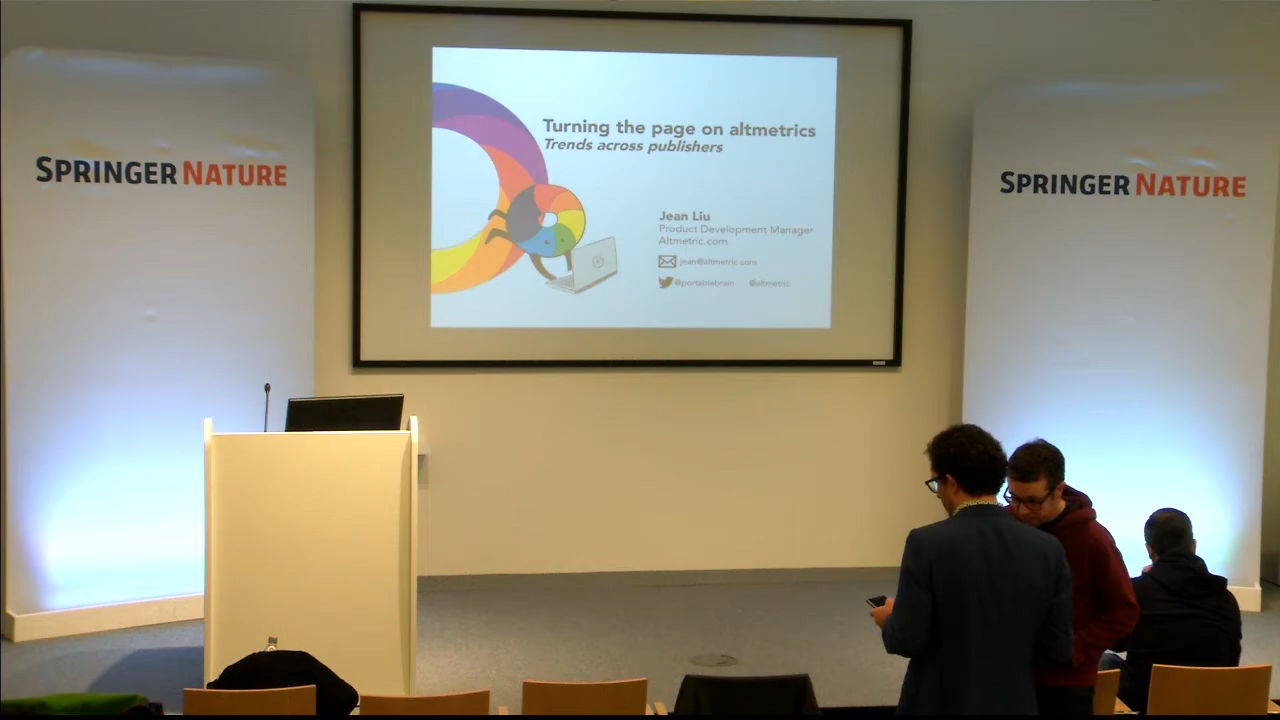 SPRINGER NATURE
Turning the page on altmetrics
Trends across publishers
Jean Liu
Product Development Manager
Altmetric.com
jean@altmetric.com
@portablebrain @altmetric
SPRINGER NATURE